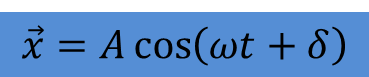 x⃗ = A cos(ωt + δ)